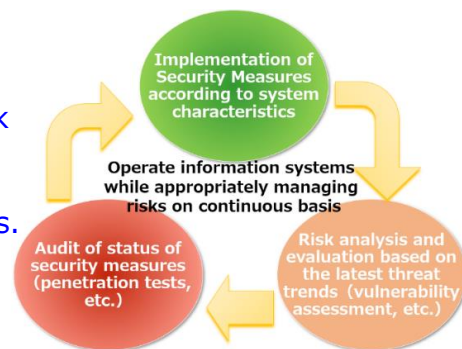 Implementation of
Security Measures
according to system
characteristics
k
Operate information systems
while appropriately managing
risks on continuous basis
s.
Audit of status of
security measures
(penetration tests,
etc.)
Risk analysis and
evaluation based on
the latest threat
trends (vulnerability
assessment, etc.)